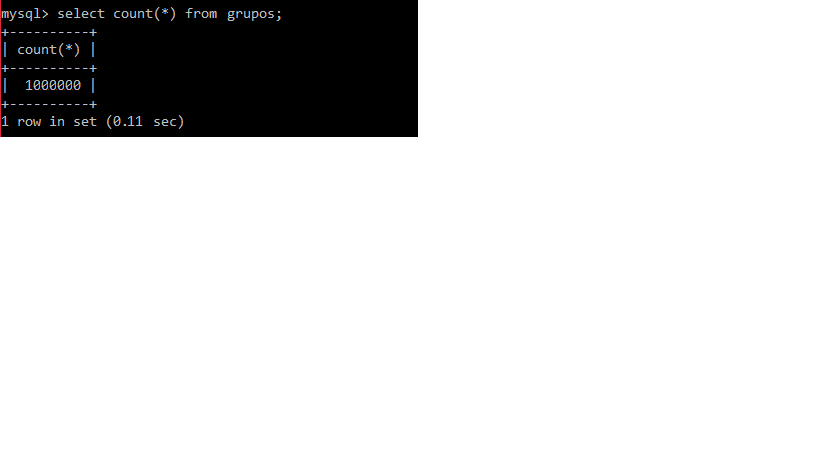 mysql> select count(*) from grupos;
+----------+
| count(*) |
+----------+
|  1000000 |
+----------+
1 row in set (0.11 sec)